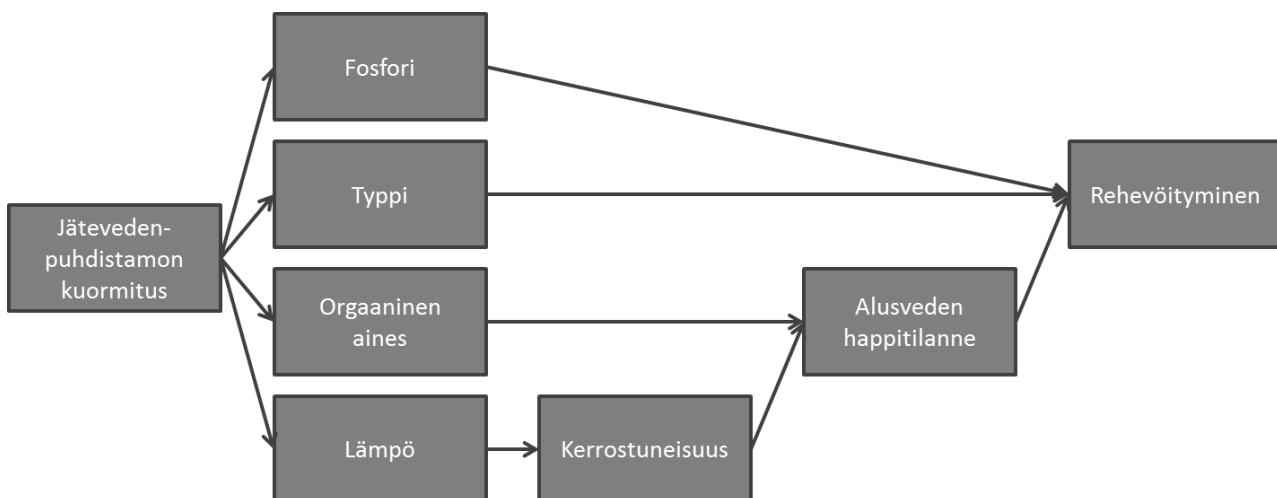 Fosfori
Typpi
Rehevöityminen
Jäteveden-
puhdistamon
kuormitus
Orgaaninen
aines
Alusveden
happitilanne
Lämpö
Kerrostuneisuus